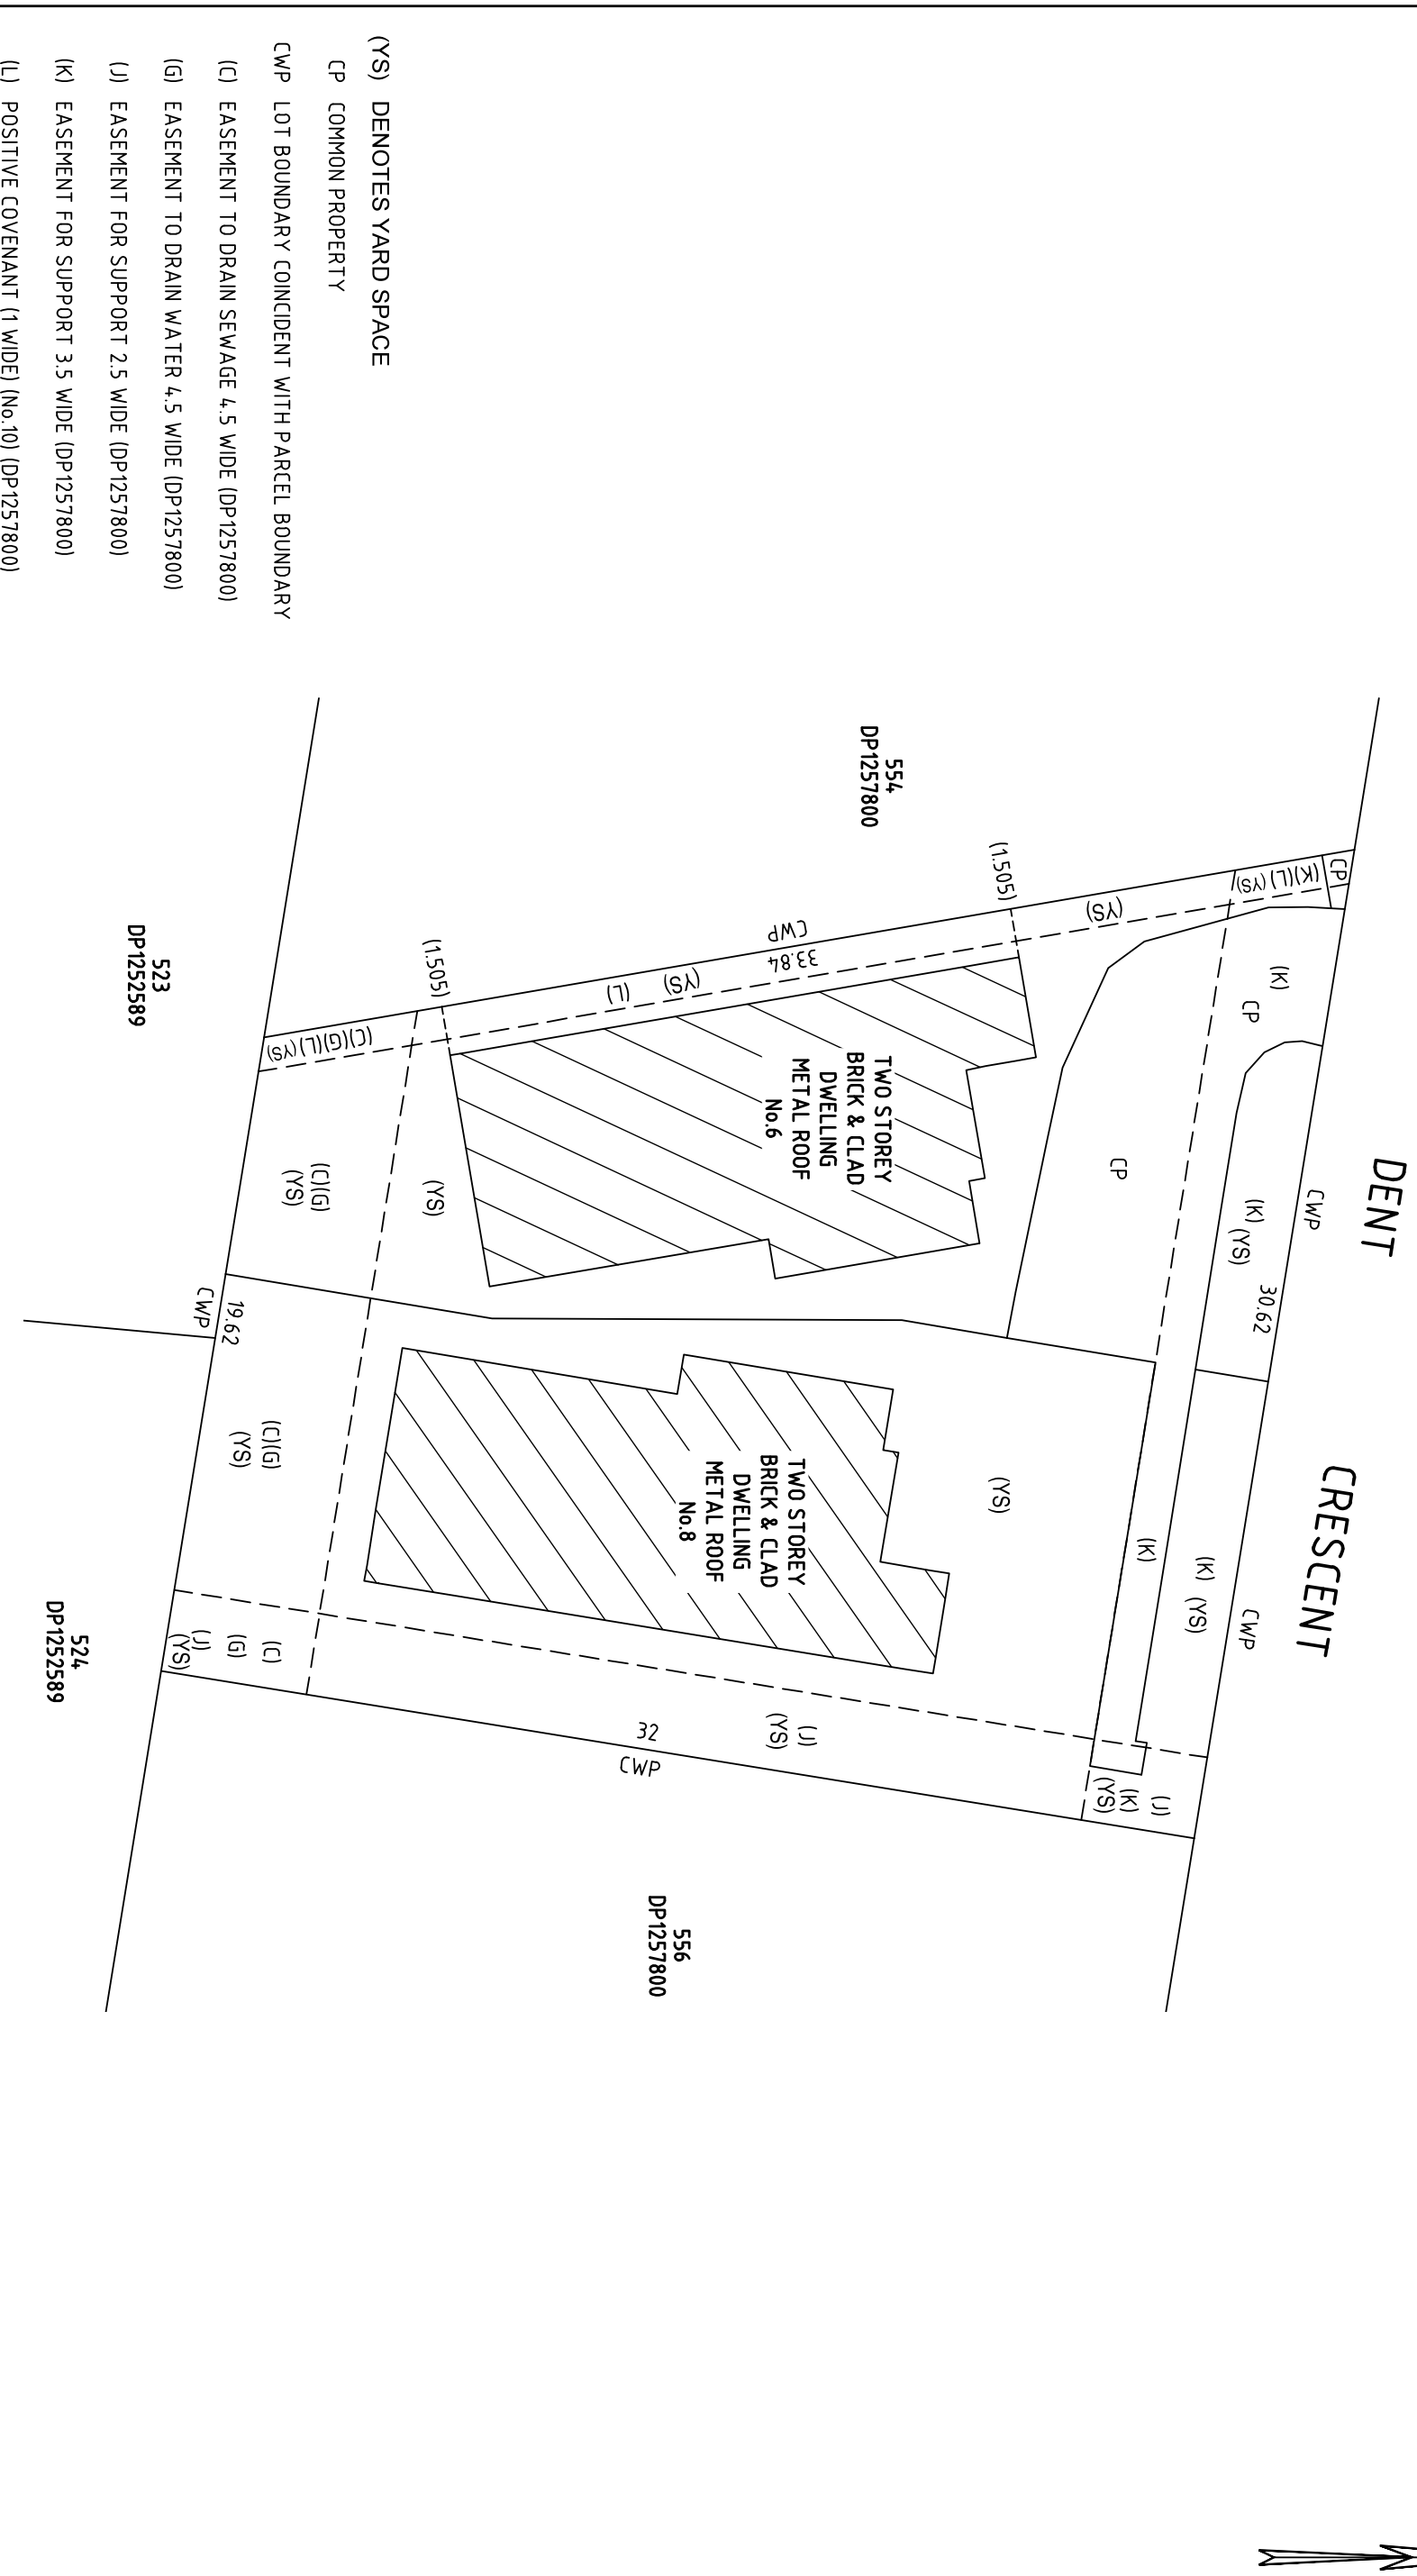 DENT
CRESCENT
CP
(K)(L)(YS)
(K)
CP
CP
CWP
(K)
(YS)
30.62
(K) (YS)
CWP
(K)
(J)
(K)
(YS)
554
DP1257800
(1.505)
(YS)
CWP
33.84
(YS)
(L)
(1.505)
(C)(G)(L)(YS)
TWO STOREY
BRICK & CLAD
DWELLING
METAL ROOF
No.6
(YS)
(C)(G)
(YS)
(YS)
TWO STOREY
BRICK & CLAD
DWELLING
METAL ROOF
No.8
(J)
(YS)
32
CWP
556
DP1257800
19.62
CWP
(C)(G)
(YS)
(C)
(G)
(J)
(YS)
523
DP1252589
524
DP1252589
(YS) DENOTES YARD SPACE
CP COMMON PROPERTY
CWP LOT BOUNDARY COINCIDENT WITH PARCEL BOUNDARY
(C) EASEMENT TO DRAIN SEWAGE 4.5 WIDE (DP1257800)
(G) EASEMENT TO DRAIN WATER 4.5 WIDE (DP1257800)
(J) EASEMENT FOR SUPPORT 2.5 WIDE (DP1257800)
(K) EASEMENT FOR SUPPORT 3.5 WIDE (DP1257800)
(L) POSITIVE COVENANT (1 WIDE) (No.10) (DP1257800)